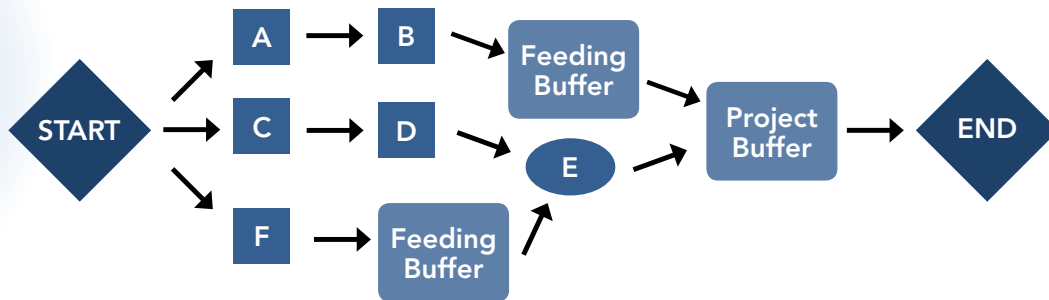 START
A
B
Feeding
Buffer
C
D
E
Project
Buffer
END
F
Feeding
Buffer